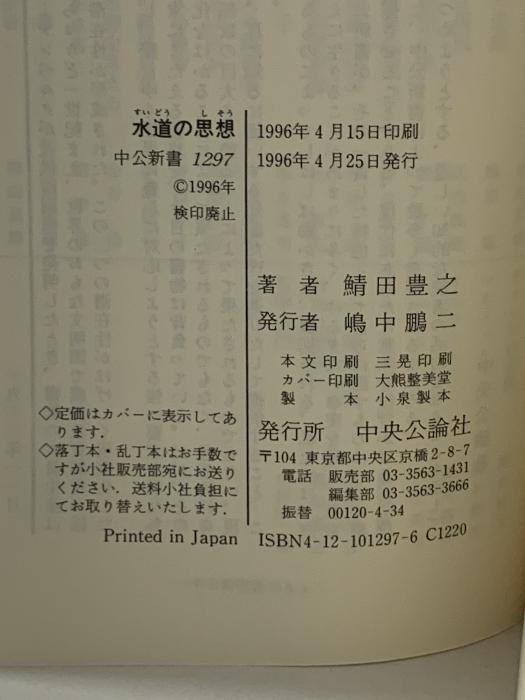 すいどう しそう
水道の思想
中公新書 1297
©1996年
検印廃止
◇定価はカバーに表示してあ
ります.
◇落丁本・乱丁本はお手数で
すが小社販売部宛にお送り
ください. 送料小社負担に
てお取り替えいたします.
Printed in Japan
1996年4月15日印刷
1996年4月25日発行
著者 鯖田豊之
発行者 嶋中鵬二
本文印刷 三晃印刷
カバー印刷 大熊整美堂
製本 小泉製本
発行所 中央公論社
〒104 東京都中央区京橋2-8-7
電話 販売部 03-3563-1431
編集部 03-3563-3666
振替 00120-4-34
ISBN4-12-101297-6 C1220